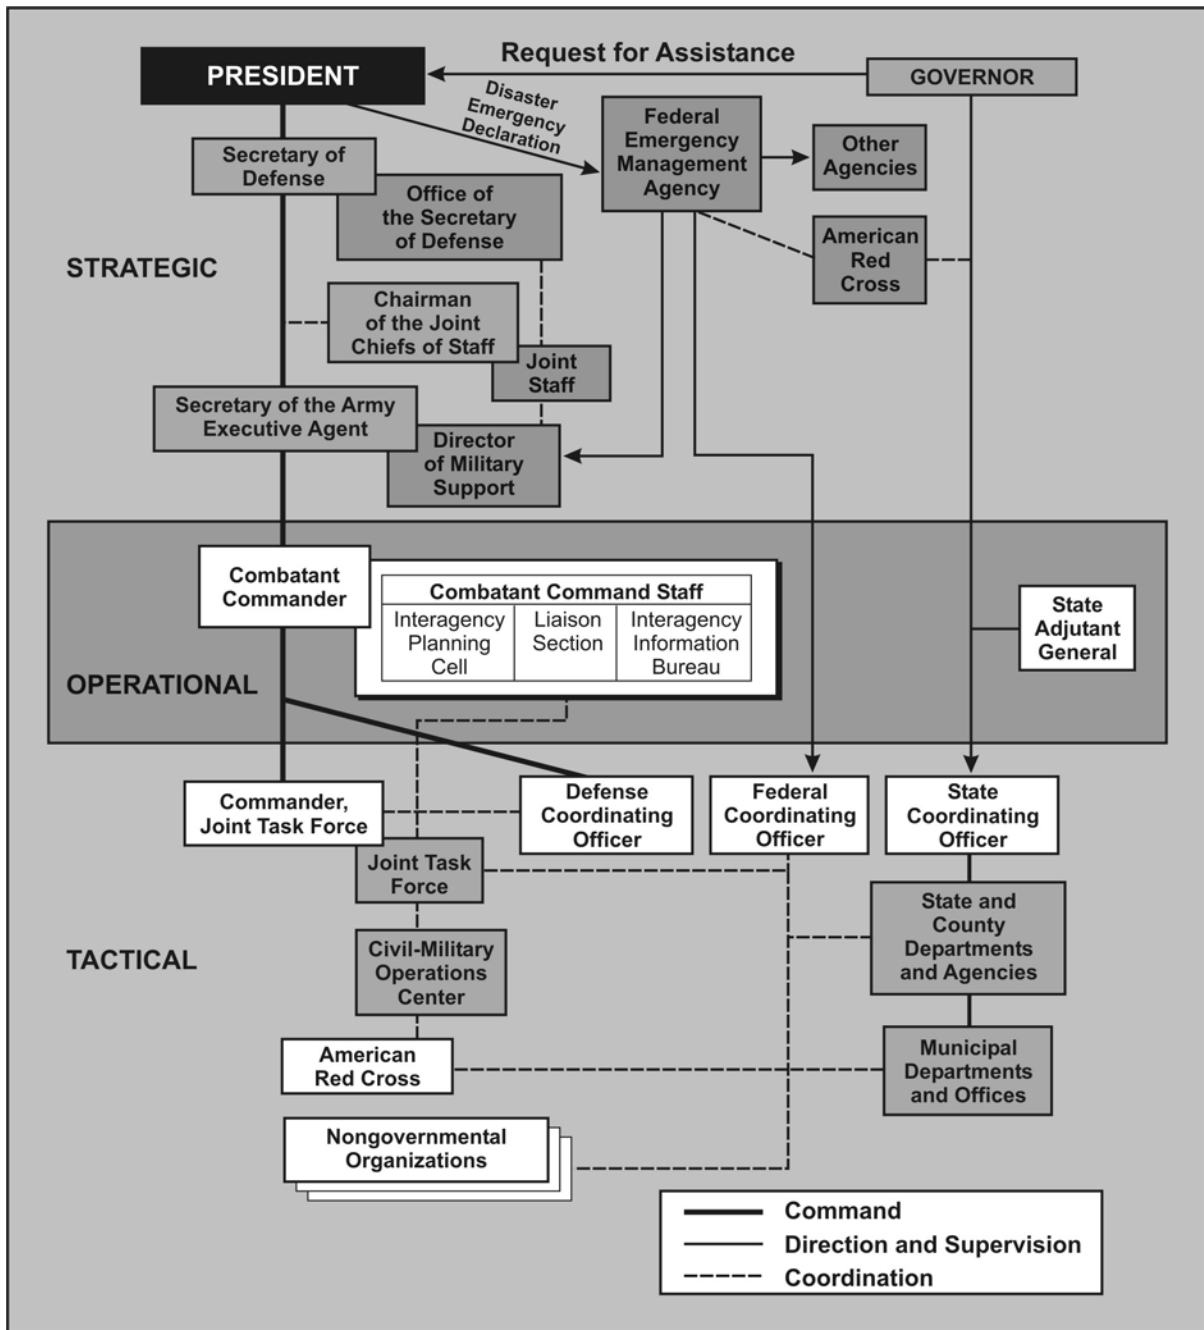 Request for Assistance
PRESIDENT
GOVERNOR
Disaster
Emergency
Declaration
Federal
Emergency
Management
Agency
Other
Agencies
Secretary of
Defense
Office of
the Secretary
of Defense
American
Red
Cross
STRATEGIC
Chairman
of the Joint
Chiefs of Staff
Joint
Staff
Secretary of the Army
Executive Agent
Director
of Military
Support
Combatant
Commander
Combatant Command Staff
Interagency
Planning
Cell
Liaison
Section
Interagency
Information
Bureau
State
Adjutant
General
OPERATIONAL
Commander,
Joint Task Force
Defense
Coordinating
Officer
Federal
Coordinating
Officer
State
Coordinating
Officer
Joint Task
Force
State and
County
Departments
and Agencies
TACTICAL
Civil-Military
Operations
Center
American
Red Cross
Municipal
Departments
and Offices
Nongovernmental
Organizations
Command
Direction and Supervision
Coordination